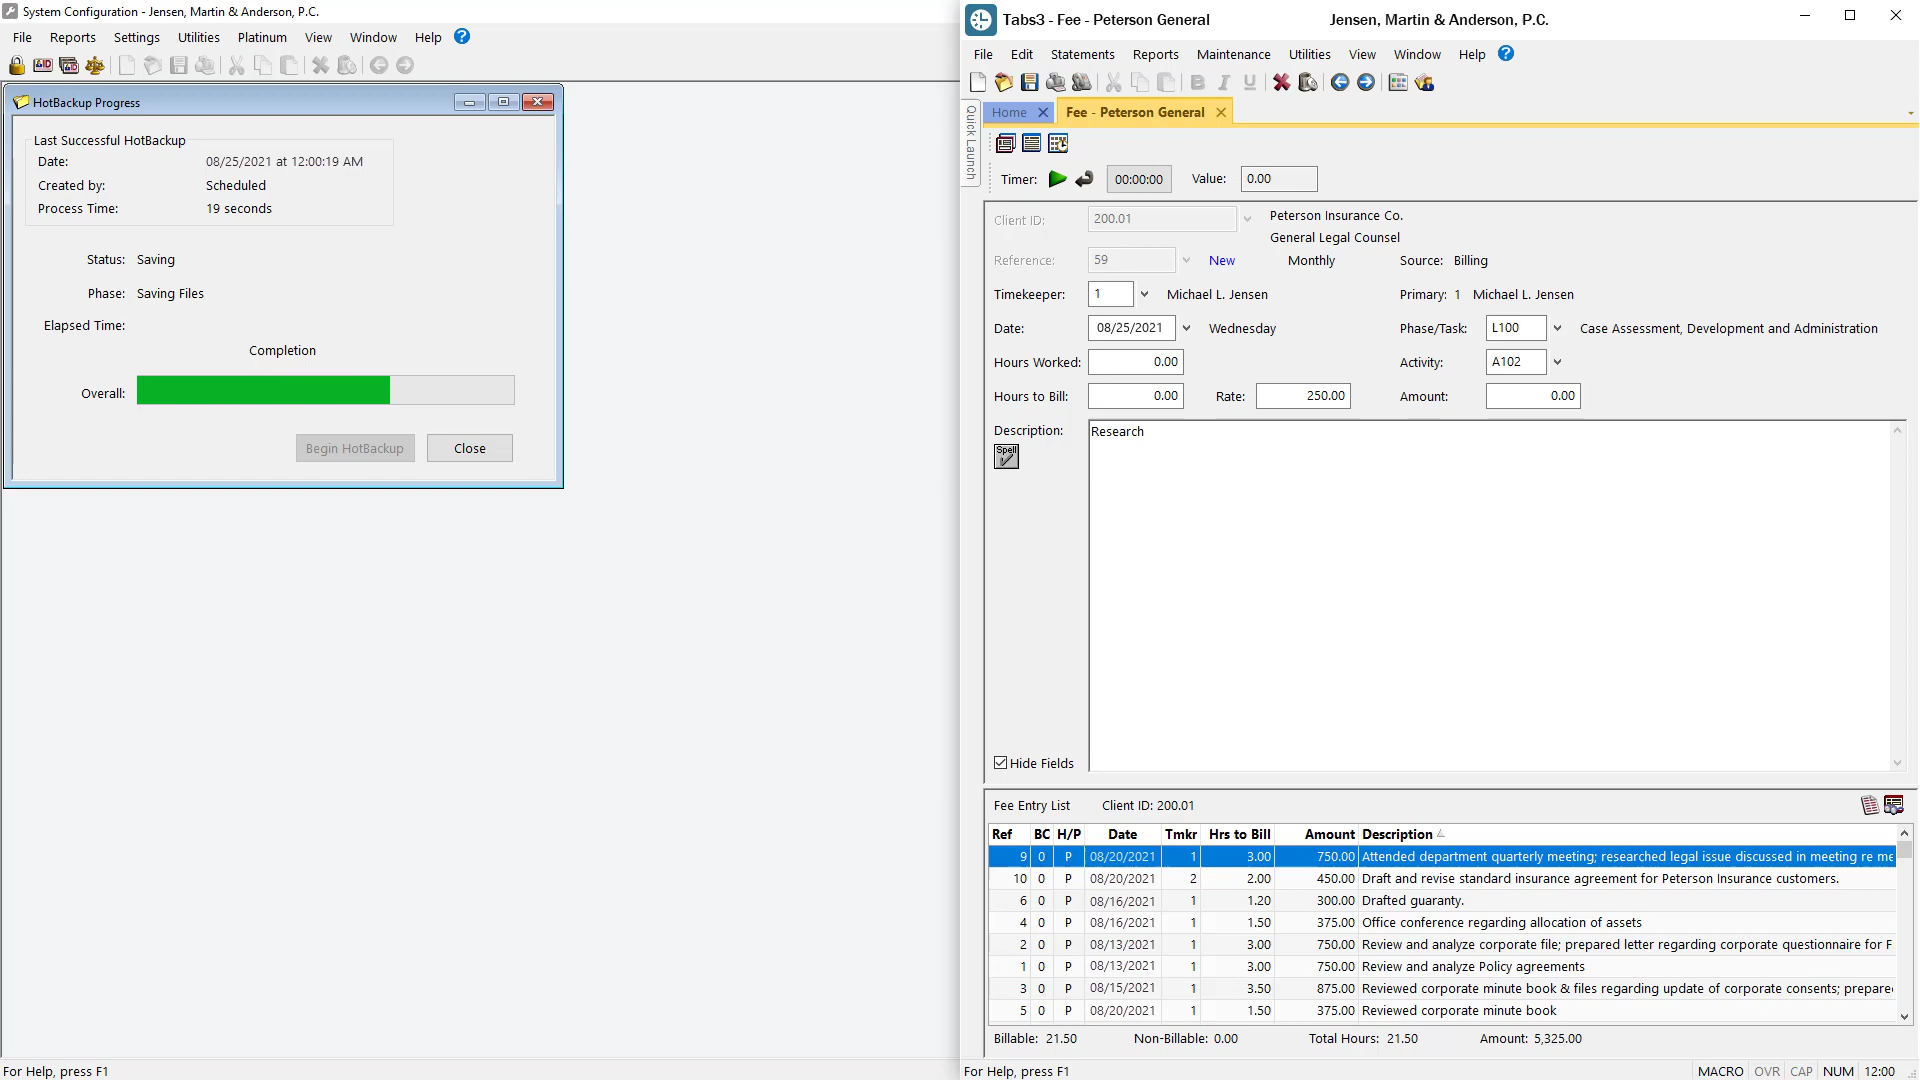 System Configuration - Jensen, Martin & Anderson, P.C.
File Reports Settings Utilities Platinum View Window Help
HotBackup Progress
Last Successful HotBackup
Date: 08/25/2021 at 12:00:19 AM
Created by: Scheduled
Process Time: 19 seconds
Status: Saving
Phase: Saving Files
Elapsed Time:
Completion
Overall:
Begin HotBackup Close
For Help, press F1
Tabs3 - Fee - Peterson General Jensen, Martin & Anderson, P.C.
File Edit Statements Reports Maintenance Utilities View Window Help
Quick Launch
Home Fee - Peterson General
Timer: 00:00:00 Value: 0.00
Client ID: 200.01 Peterson Insurance Co.
General Legal Counsel
Reference: 59 New Monthly Source: Billing
Timekeeper: 1 Michael L. Jensen Primary: 1 Michael L. Jensen
Date: 08/25/2021 Wednesday Phase/Task: L100 Case Assessment, Development and Administration
Hours Worked: 0.00 Activity: A102
Hours to Bill: 0.00 Rate: 250.00 Amount: 0.00
Description: Research
Spell
Hide Fields
Fee Entry List Client ID: 200.01
Ref BC H/P Date Tmkr Hrs to Bill Amount Description
9 0 P 08/20/2021 1 3.00 750.00 Attended department quarterly meeting; researched legal issue discussed in meeting re me
10 0 P 08/20/2021 2 2.00 450.00 Draft and revise standard insurance agreement for Peterson Insurance customers.
6 0 P 08/16/2021 1 1.20 300.00 Drafted guaranty.
4 0 P 08/16/2021 1 1.50 375.00 Office conference regarding allocation of assets
2 0 P 08/13/2021 1 3.00 750.00 Review and analyze corporate file; prepared letter regarding corporate questionnaire for F
1 0 P 08/13/2021 1 3.00 750.00 Review and analyze Policy agreements
3 0 P 08/15/2021 1 3.50 875.00 Reviewed corporate minute book & files regarding update of corporate consents; prepare
5 0 P 08/20/2021 1 1.50 375.00 Reviewed corporate minute book
Billable: 21.50 Non-Billable: 0.00 Total Hours: 21.50 Amount: 5,325.00
For Help, press F1 MACRO OVR CAP NUM 12:00